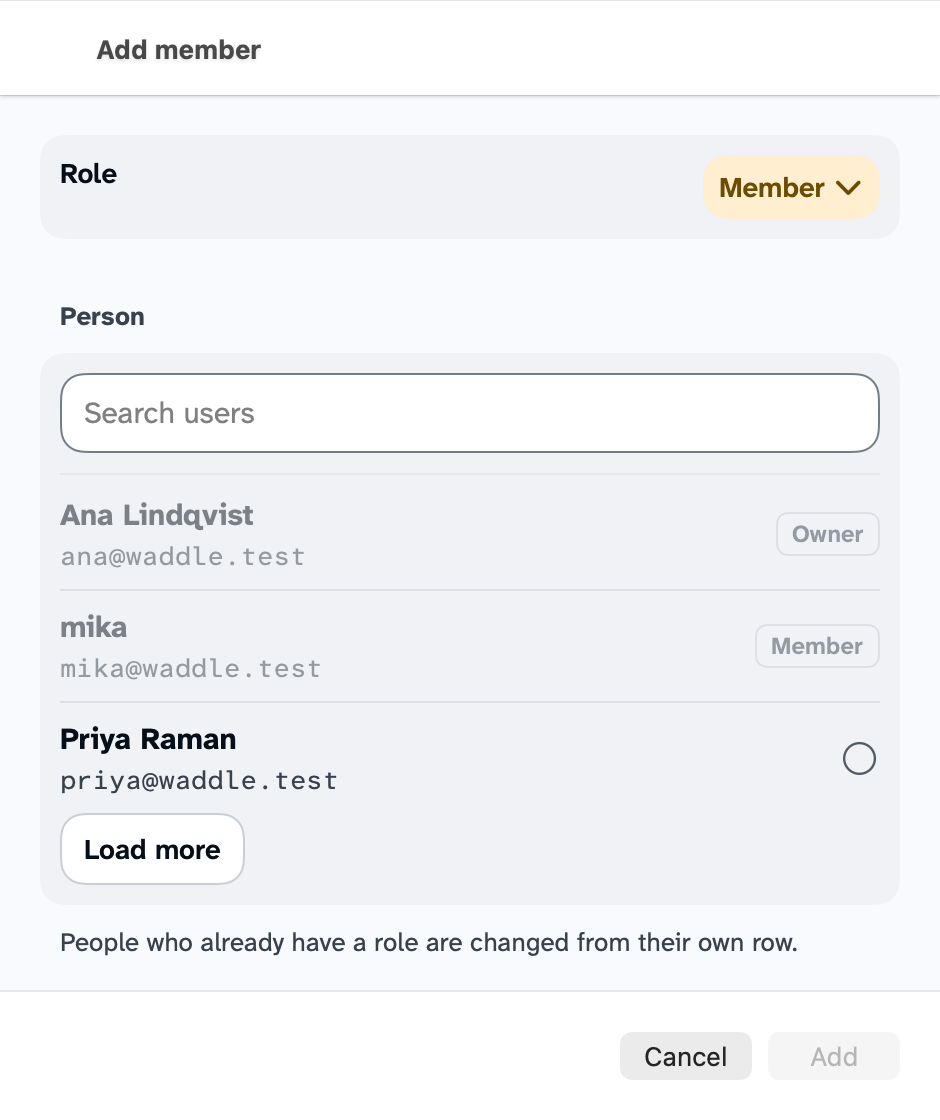 Add member
Role
Member
Person
Search users
Ana Lindqvist
ana@waddle.test
Owner
mika
mika@waddle.test
Member
Priya Raman
priya@waddle.test
Load more
People who already have a role are changed from their own row.
Cancel
Add